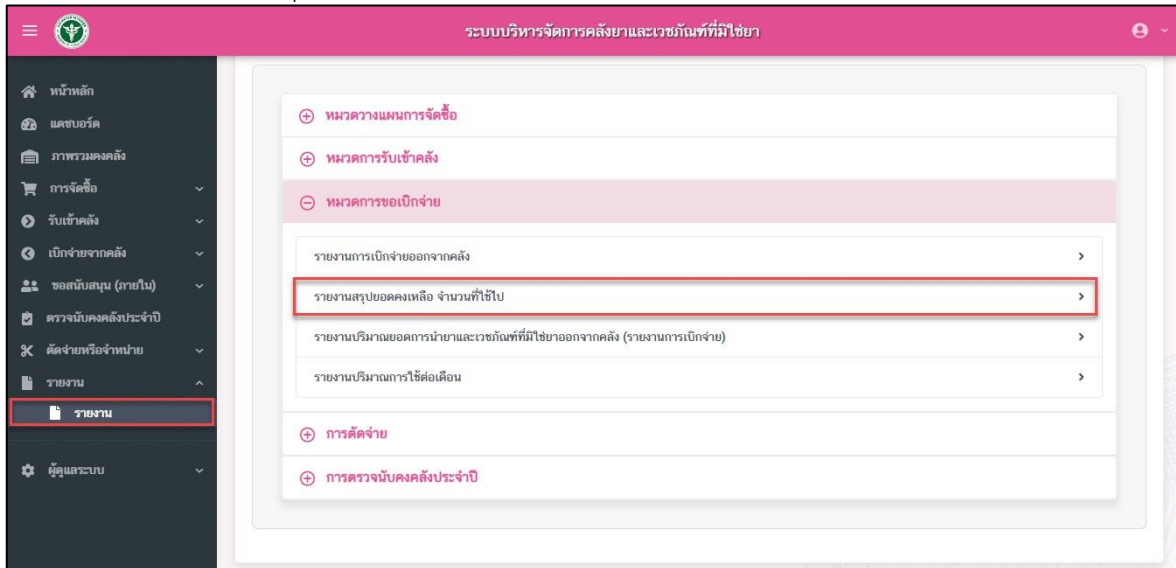 ระบบบริหารจัดการคลังยาและเวชภัณฑ์ที่มิใช่ยา
หน้าหลัก
แดชบอร์ด
ภาพรวมคงคลัง
การจัดซื้อ
รับเข้าคลัง
เบิกจ่ายจากคลัง
ขอสนับสนุน (ภายใน)
ตรวจนับคงคลังประจำปี
ตัดจ่ายหรือจำหน่าย
รายงาน
รายงาน
ผู้ดูแลระบบ
หมวดวางแผนการจัดซื้อ
หมวดการรับเข้าคลัง
หมวดการขอเบิกจ่าย
รายงานการเบิกจ่ายออกจากคลัง
รายงานสรุปยอดคงเหลือ จำนวนที่ใช้ไป
รายงานปริมาณยอดการนำยาและเวชภัณฑ์ที่มิใช่ยาออกจากคลัง (รายงานการเบิกจ่าย)
รายงานปริมาณการใช้ต่อเดือน
การตัดจ่าย
การตรวจนับคงคลังประจำปี